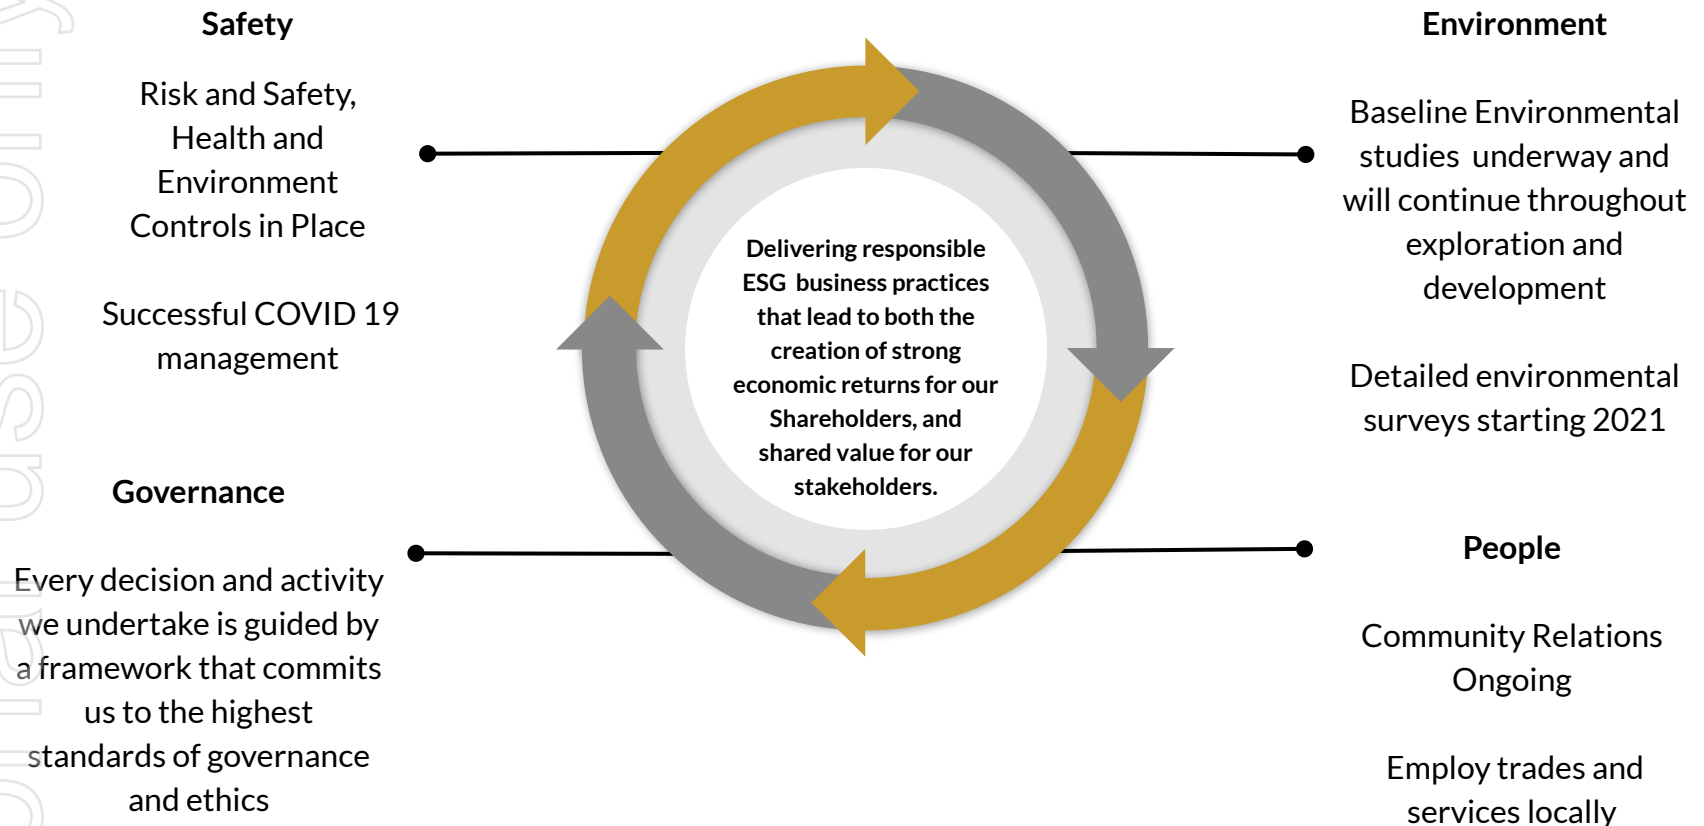 Safety
Risk and Safety,
Health and
Environment
Controls in Place
Successful COVID 19
management
Governance
Every decision and activity
we undertake is guided by
a framework that commits
us to the highest
standards of governance
and ethics
Delivering responsible
ESG business practices
that lead to both the
creation of strong
economic returns for our
Shareholders, and
shared value for our
stakeholders.
Environment
Baseline Environmental
studies underway and
will continue throughout
exploration and
development
Detailed environmental
surveys starting 2021
People
Community Relations
Ongoing
Employ trades and
services locally